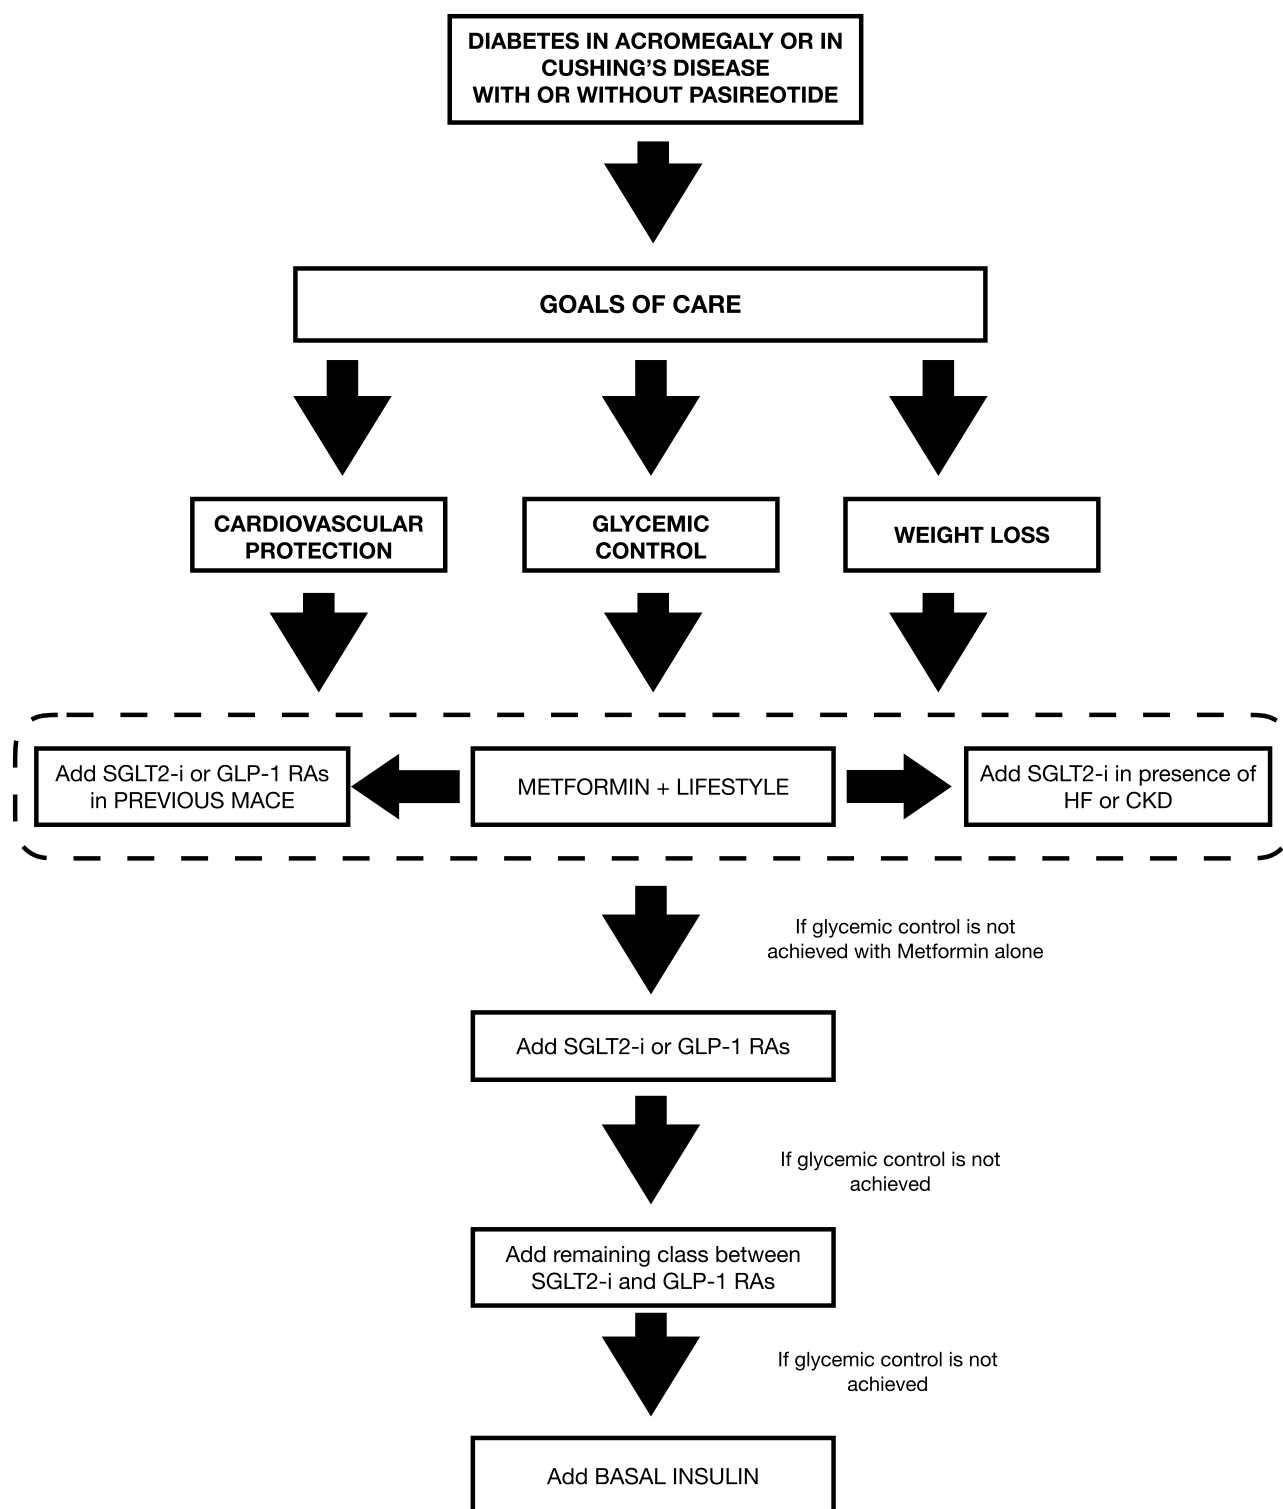 DIABETES IN ACROMEGALY OR IN
CUSHING’S DISEASE
WITH OR WITHOUT PASIREOTIDE
GOALS OF CARE
CARDIOVASCULAR
PROTECTION
GLYCEMIC
CONTROL
WEIGHT LOSS
Add SGLT2-i or GLP-1 RAs
in PREVIOUS MACE
METFORMIN + LIFESTYLE
Add SGLT2-i in presence of
HF or CKD
If glycemic control is not
achieved with Metformin alone
Add SGLT2-i or GLP-1 RAs
If glycemic control is not
achieved
Add remaining class between
SGLT2-i and GLP-1 RAs
If glycemic control is not
achieved
Add BASAL INSULIN